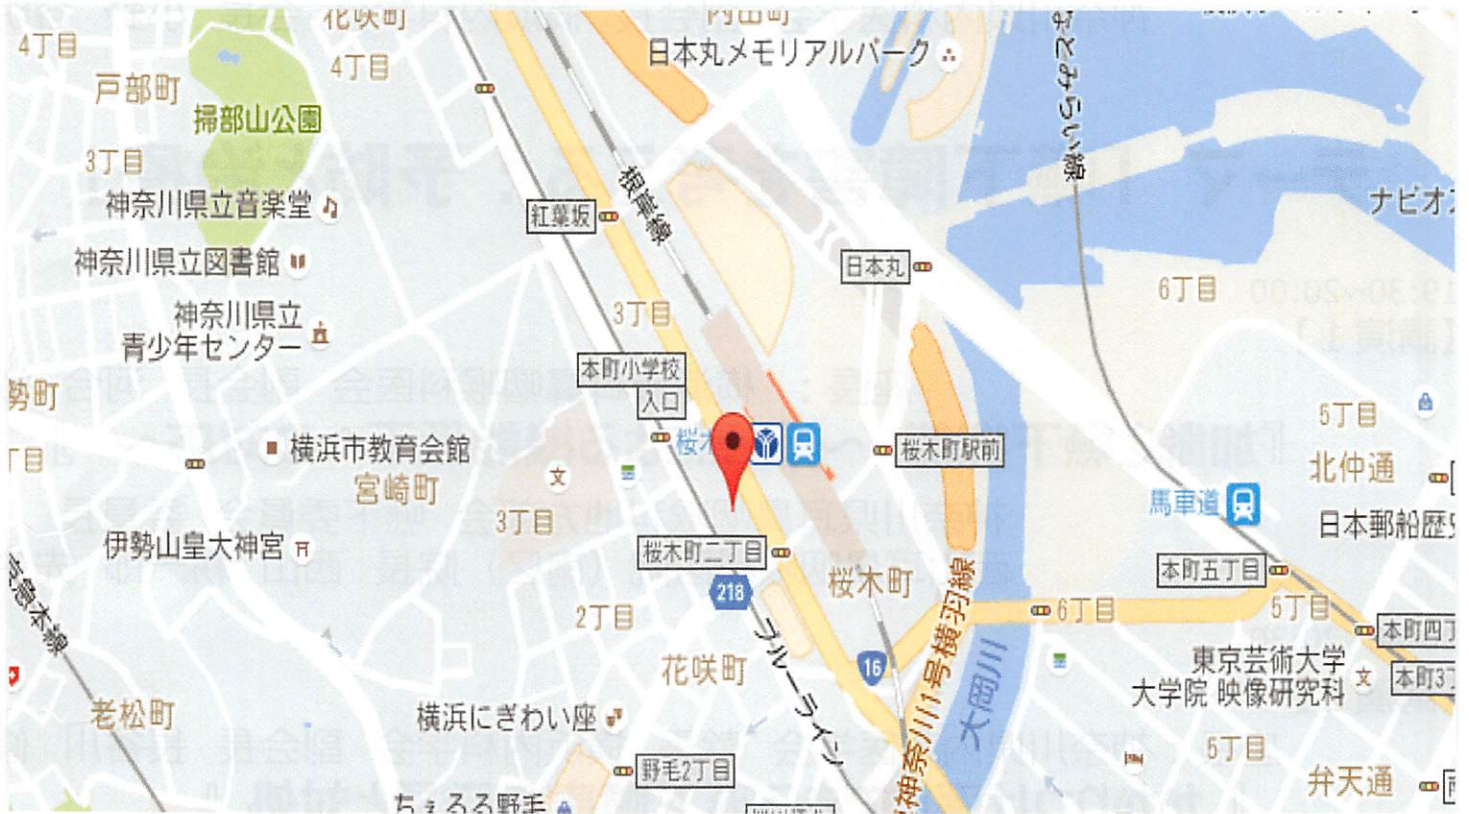 花咲町
内田町
4丁目
4丁目
日本丸メモリアルパーク
戸部町
掃部山公園
3丁目
みなとみらい線
神奈川県立音楽堂
紅葉坂
根岸線
神奈川県立図書館
日本丸
6丁目
神奈川県立
青少年センター
3丁目
本町小学校
入口
5丁目
横浜市教育会館
桜木町駅前
北仲通
宮崎町
馬車道
3丁目
日本郵船歴史
伊勢山皇大神宮
桜木町二丁目
本町五丁目
桜木町
218
2丁目
6丁目
5丁目
京急本線
花咲町
16
本町四丁
東京芸術大学
大学院 映像研究科
本町3丁
老松町
横浜にぎわい座
ブルーライン
神奈川1号横羽線
大岡川
5丁目
野毛2丁目
弁天通
ちぇるる野毛